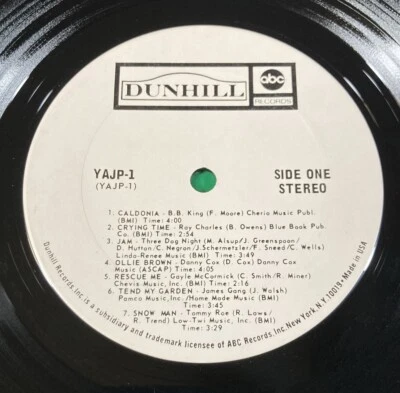 DUNHILL
abc
RECORDS
YAJP-1
(YAJP-1)
SIDE ONE
STEREO
1. CALDONIA - B.B. King (F. Moore) Cherio Music Publ.
(BMI) Time: 4:00
2. CRYING TIME - Ray Charles (B. Owens) Blue Book Pub.
Co. (BMI) Time: 2:54
3. JAM - Three Dog Night (M. Alsup/J. Greenspoon/
D. Hutton/C. Negron/J. Schermetzler/F. Sneed/C. Wells)
Lindo-Renee Music (BMI) Time: 3:49
4. OLLIE BROWN - Danny Cox (D. Cox) Danny Cox
Music (ASCAP) Time: 4:05
5. RESCUE ME - Gayle McCormick (C. Smith/R. Miner)
Chevis Music, Inc. (BMI) Time: 2:16
6. TEND MY GARDEN - James Gang (J. Walsh)
Pamco Music, Inc./Home Made Music (BMI)
Time: 3:45
7. SNOW MAN - Tommy Roe (R. Laws/
R. Trend) Low-Twi Music, Inc. (BMI)
Time: 3:29
Dunhill Records, Inc. is a subsidiary and trademark licensee of ABC Records, Inc. New York, N.Y. 10019 • Made in USA